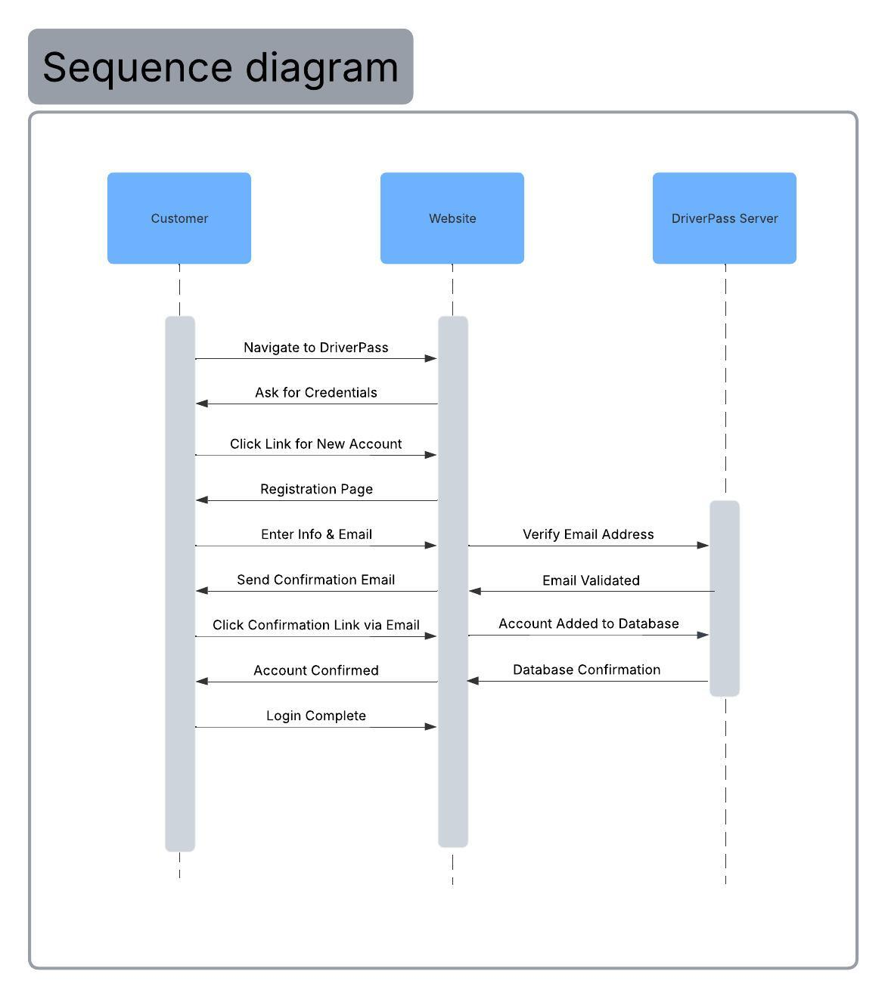 Sequence diagram
Customer
Website
DriverPass Server
Navigate to DriverPass
Ask for Credentials
Click Link for New Account
Registration Page
Enter Info & Email
Verify Email Address
Send Confirmation Email
Email Validated
Click Confirmation Link via Email
Account Added to Database
Account Confirmed
Database Confirmation
Login Complete